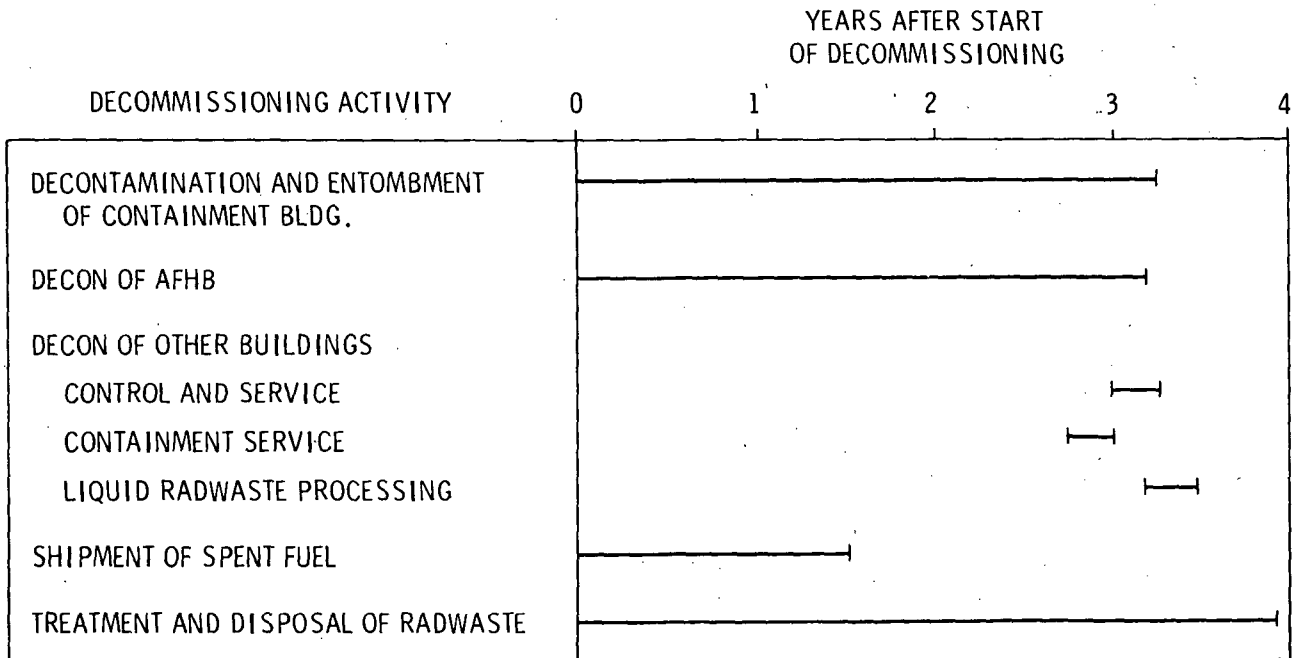 YEARS AFTER START
OF DECOMMISSIONING
DECOMMISSIONING ACTIVITY
0 1 2 3 4
DECONTAMINATION AND ENTOMBMENT
OF CONTAINMENT BLDG.
DECON OF AFHB
DECON OF OTHER BUILDINGS
CONTROL AND SERVICE
CONTAINMENT SERVICE
LIQUID RADWASTE PROCESSING
SHIPMENT OF SPENT FUEL
TREATMENT AND DISPOSAL OF RADWASTE